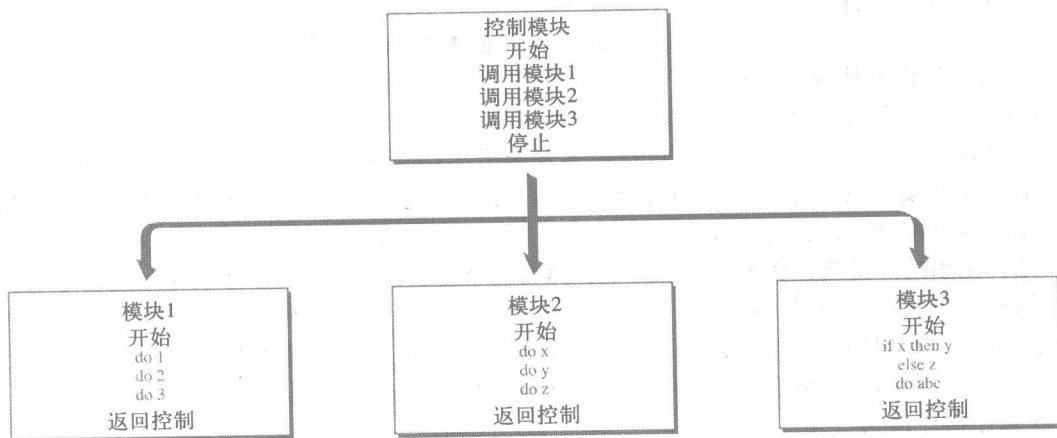 控制模块
开始
调用模块1
调用模块2
调用模块3
停止
模块1
开始
do 1
do 2
do 3
返回控制
模块2
开始
do x
do y
do z
返回控制
模块3
开始
if x then y
else z
do abc
返回控制